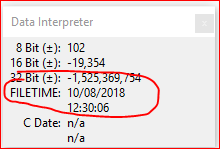 Data Interpreter
8 Bit (±): 102
16 Bit (±): -19,354
32 Bit (±): -1,525,369,754
FILETIME: 10/08/2018
12:30:06
C Date: n/a
n/a